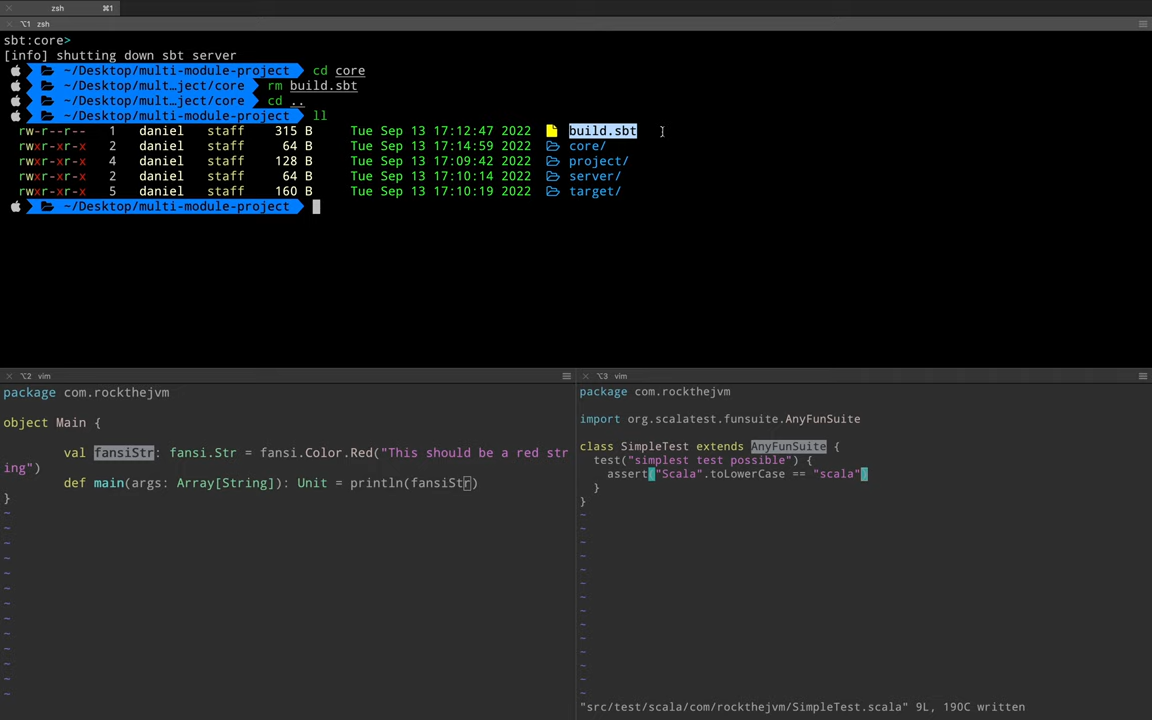 zsh ⌘1
⌥1 zsh
sbt:core>
[info] shutting down sbt server
~/Desktop/multi-module-project cd core
~/Desktop/mult…ject/core rm build.sbt
~/Desktop/mult…ject/core cd ..
~/Desktop/multi-module-project ll
rw-r--r-- 1 daniel staff 315 B Tue Sep 13 17:12:47 2022 build.sbt
rwxr-xr-x 2 daniel staff 64 B Tue Sep 13 17:14:59 2022 core/
rwxr-xr-x 4 daniel staff 128 B Tue Sep 13 17:09:42 2022 project/
rwxr-xr-x 2 daniel staff 64 B Tue Sep 13 17:10:14 2022 server/
rwxr-xr-x 5 daniel staff 160 B Tue Sep 13 17:10:19 2022 target/
~/Desktop/multi-module-project
⌥2 vim
package com.rockthejvm
object Main {
val fansiStr: fansi.Str = fansi.Color.Red("This should be a red str
ing")
def main(args: Array[String]): Unit = println(fansiStr)
}
~
~
~
~
~
~
~
~
~
~
~
~
~
⌥3 vim
package com.rockthejvm
import org.scalatest.funsuite.AnyFunSuite
class SimpleTest extends AnyFunSuite {
test("simplest test possible") {
assert("Scala".toLowerCase == "scala")
}
}
~
~
~
~
~
~
~
~
~
~
~
~
~
~
"src/test/scala/com/rockthejvm/SimpleTest.scala" 9L, 190C written